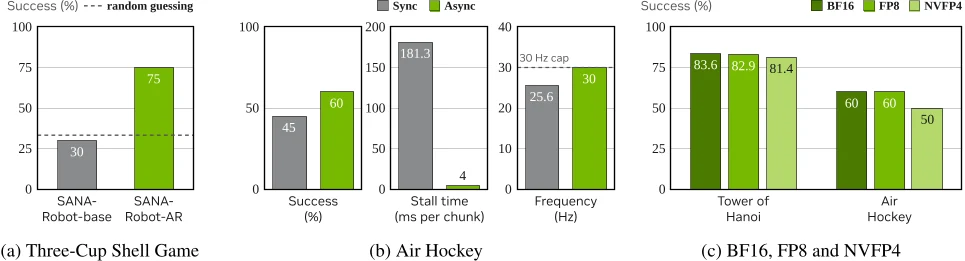 Success (%) random guessing
100
75
50
25
0
75
30
SANA-
Robot-base
SANA-
Robot-AR
(a) Three-Cup Shell Game
Sync Async
100
50
0
45
60
Success
(%)
200
150
100
50
0
181.3
4
Stall time
(ms per chunk)
40
30
20
10
0
30 Hz cap
25.6
30
Frequency
(Hz)
(b) Air Hockey
Success (%) BF16 FP8 NVFP4
100
75
50
25
0
83.6 82.9 81.4
60 60 50
Tower of
Hanoi
Air
Hockey
(c) BF16, FP8 and NVFP4